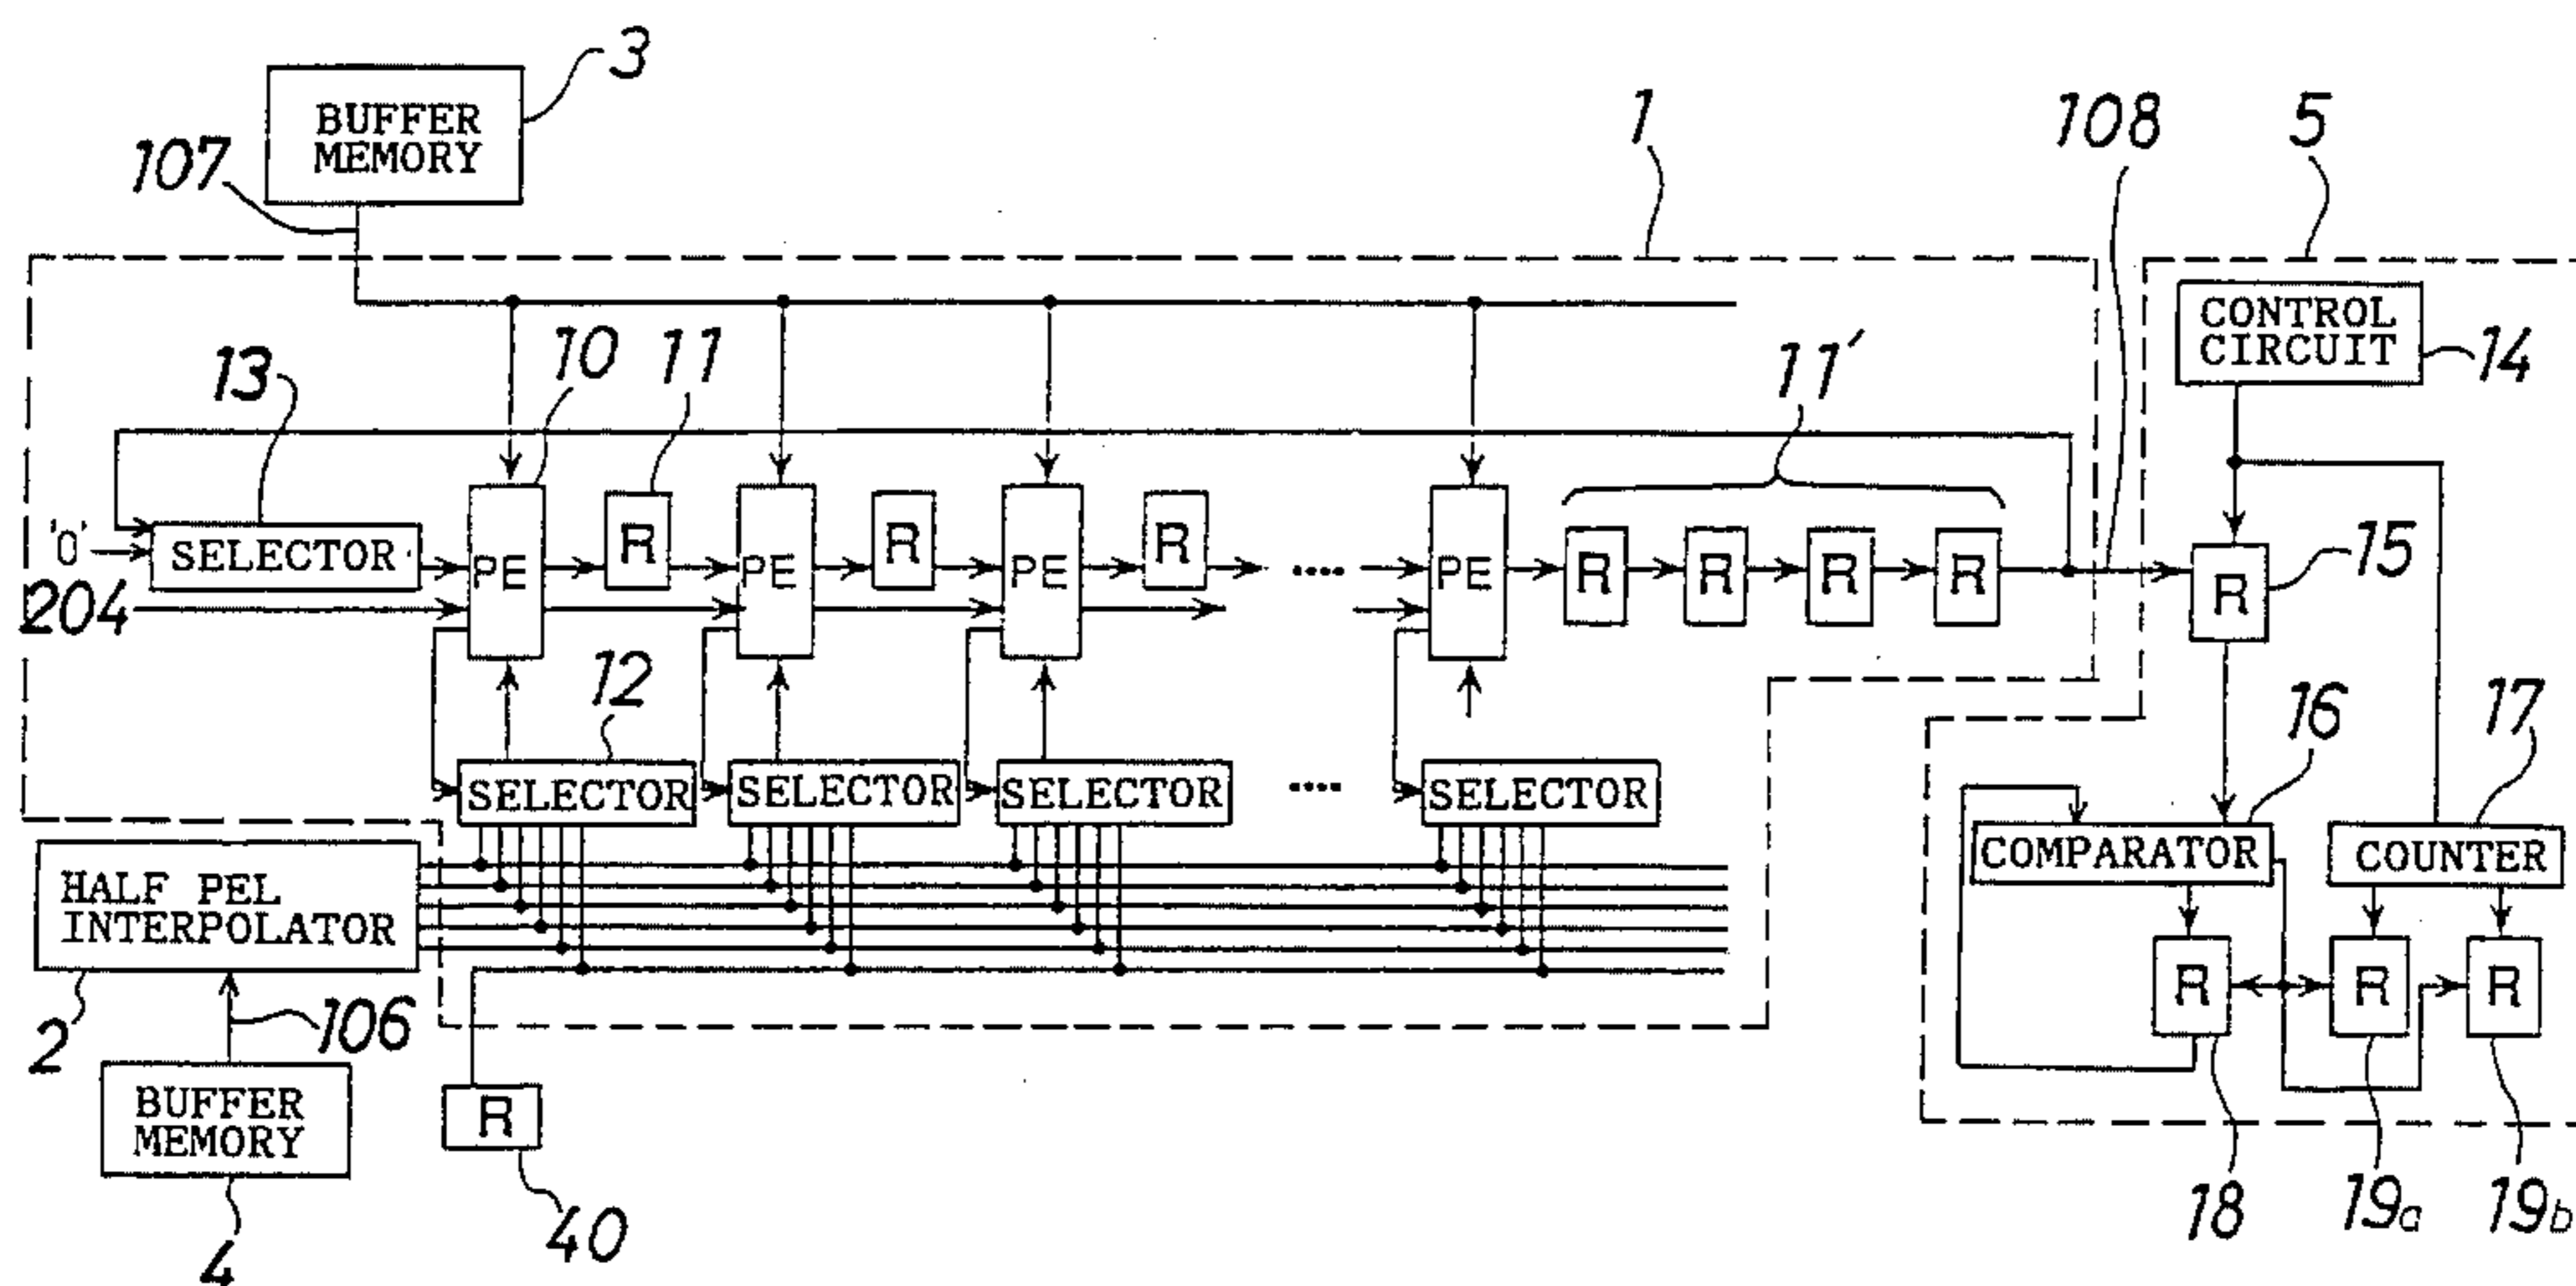 3
BUFFER
MEMORY
107
1
108
5
CONTROL
CIRCUIT
14
13
10
11
11'
'0'
SELECTOR
PE
R
PE
R
PE
R
....
PE
R
R
R
R
R
15
204
12
16
17
SELECTOR
SELECTOR
SELECTOR
....
SELECTOR
COMPARATOR
COUNTER
HALF PEL
INTERPOLATOR
R
R
R
2
106
BUFFER
MEMORY
R
4
40
18
19a
19b